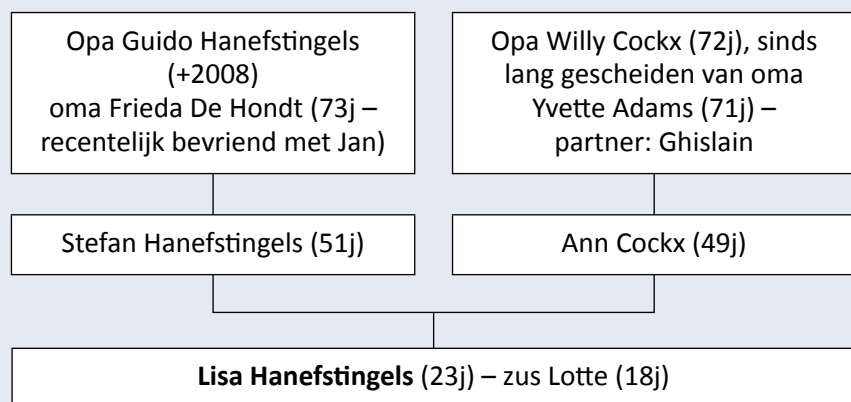 Opa Guido Hanefstingels
(+2008)
oma Frieda De Hondt (73j –
recentelijk bevriend met Jan)
Opa Willy Cockx (72j), sinds
lang gescheiden van oma
Yvette Adams (71j) –
partner: Ghislain
Stefan Hanefstingels (51j)
Ann Cockx (49j)
Lisa Hanefstingels (23j) – zus Lotte (18j)